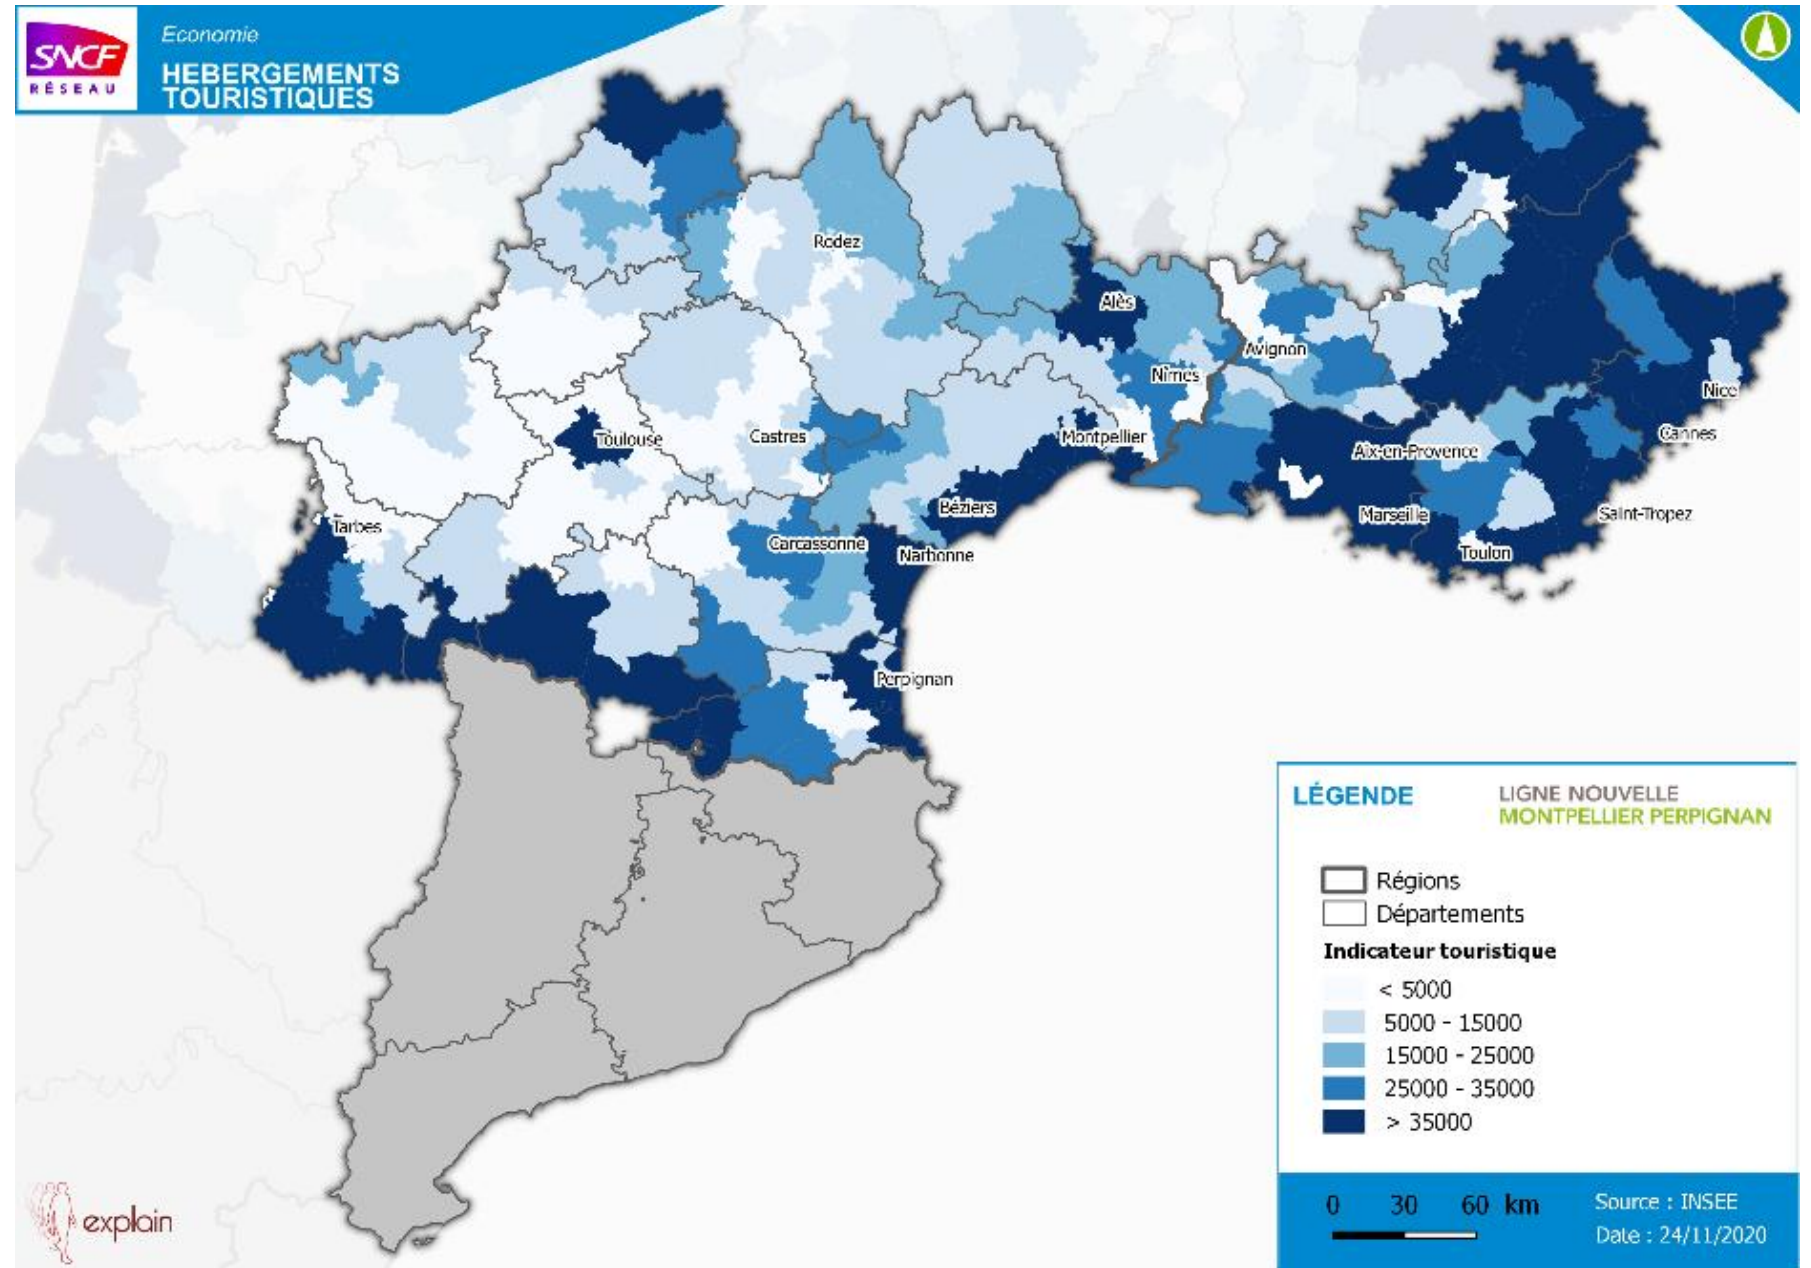 SNCF
RÉSEAU
Economie
HEBERGEMENTS
TOURISTIQUES
Rodez
Alès
Avignon
Nîmes
Nice
Toulouse
Castres
Montpellier
Cannes
Aix-en-Provence
Béziers
Marseille
Saint-Tropez
Tarbes
Carcassonne
Narbonne
Toulon
Perpignan
LÉGENDE
LIGNE NOUVELLE
MONTPELLIER PERPIGNAN
Régions
Départements
Indicateur touristique
< 5000
5000 - 15000
15000 - 25000
25000 - 35000
> 35000
0 30 60 km
Source : INSEE
Date : 24/11/2020
explain